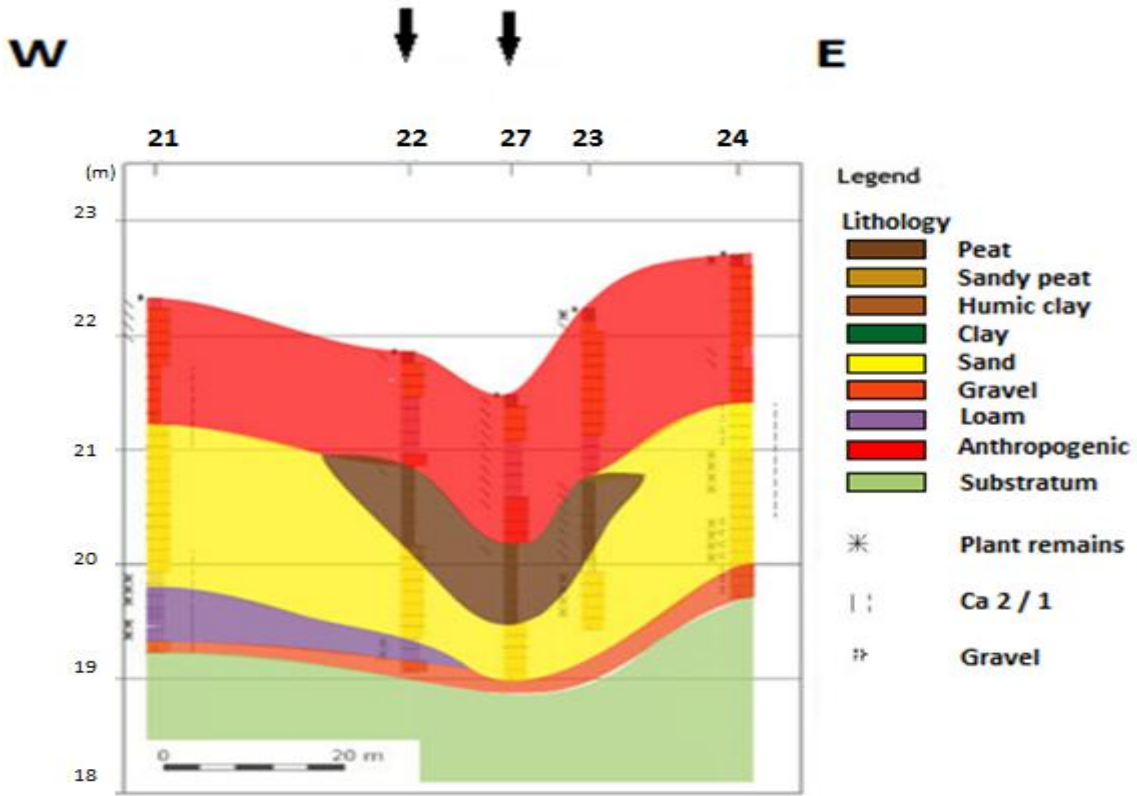 W
E
21 22 27 23 24
(m)
23
22
21
20
19
18
0 20 m
Legend
Lithology
Peat
Sandy peat
Humic clay
Clay
Sand
Gravel
Loam
Anthropogenic
Substratum
Plant remains
Ca 2 / 1
Gravel